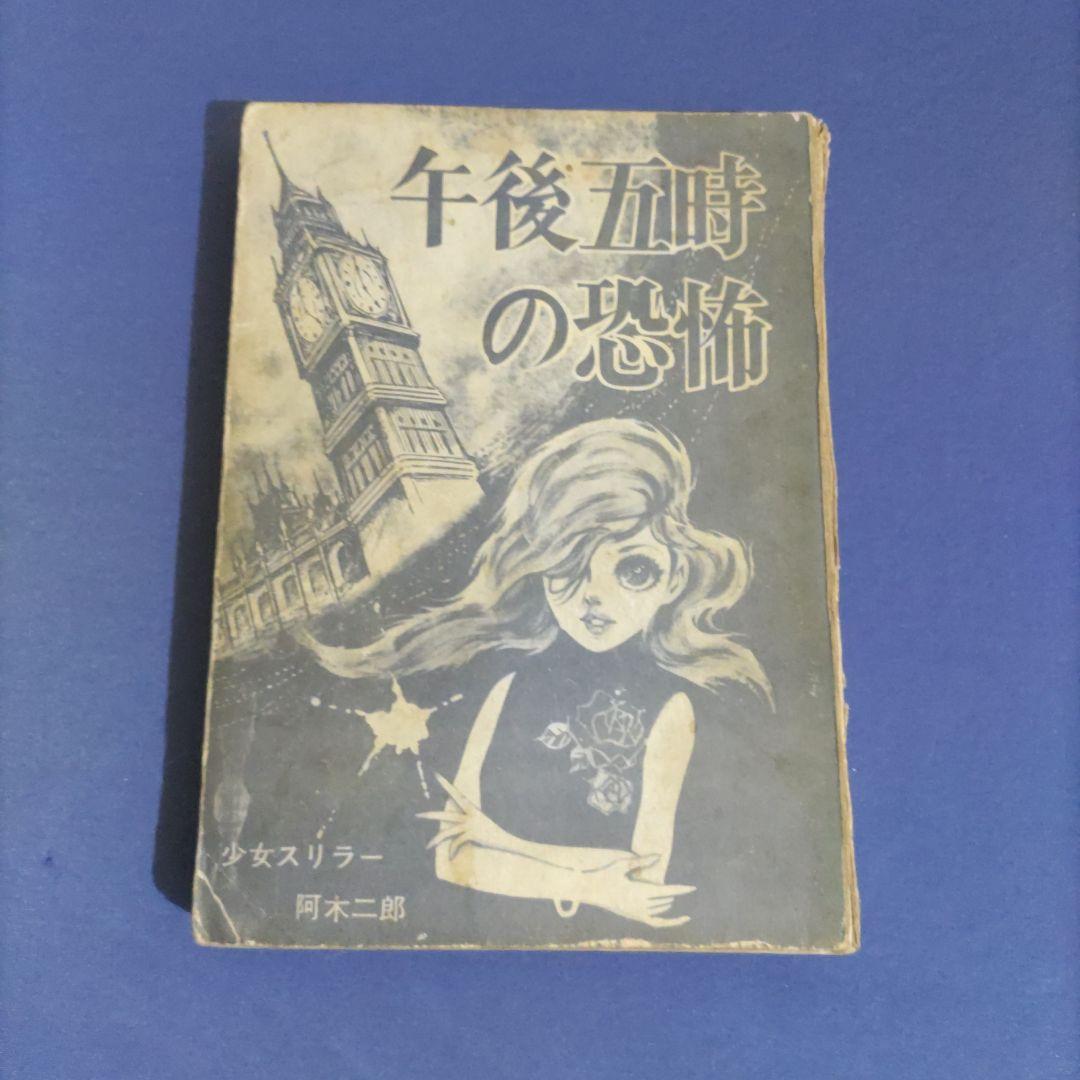 午後五時
の恐怖
少女スリラー
阿木二郎